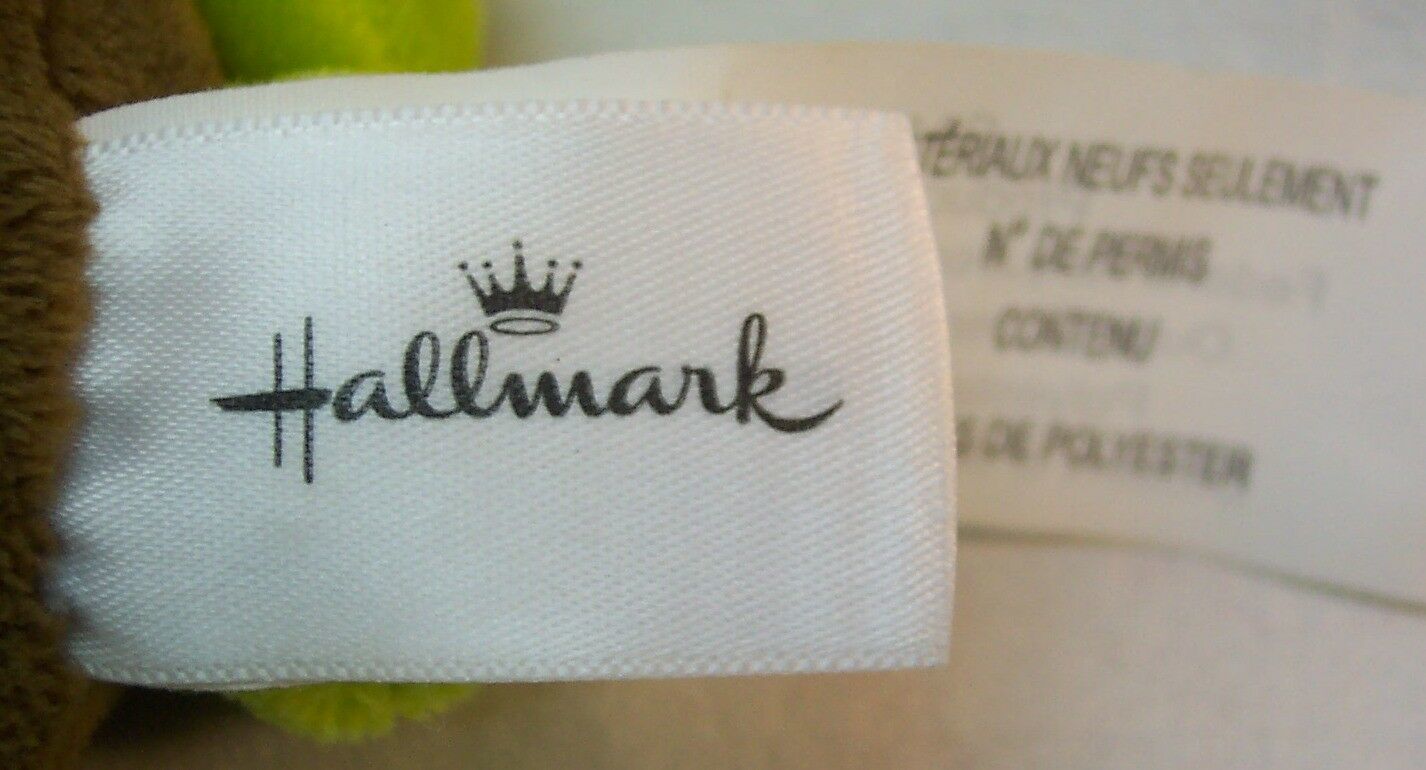 Hallmark
TÉRIAUX NEUFS SEULEMENT
N° DE PERMIS
CONTENU
S DE POLYESTER